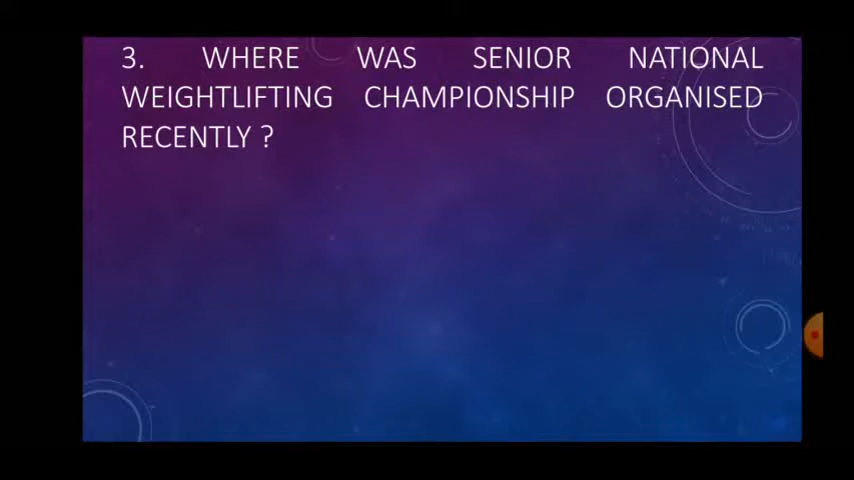 3. WHERE WAS SENIOR NATIONAL
WEIGHTLIFTING CHAMPIONSHIP ORGANISED
RECENTLY ?